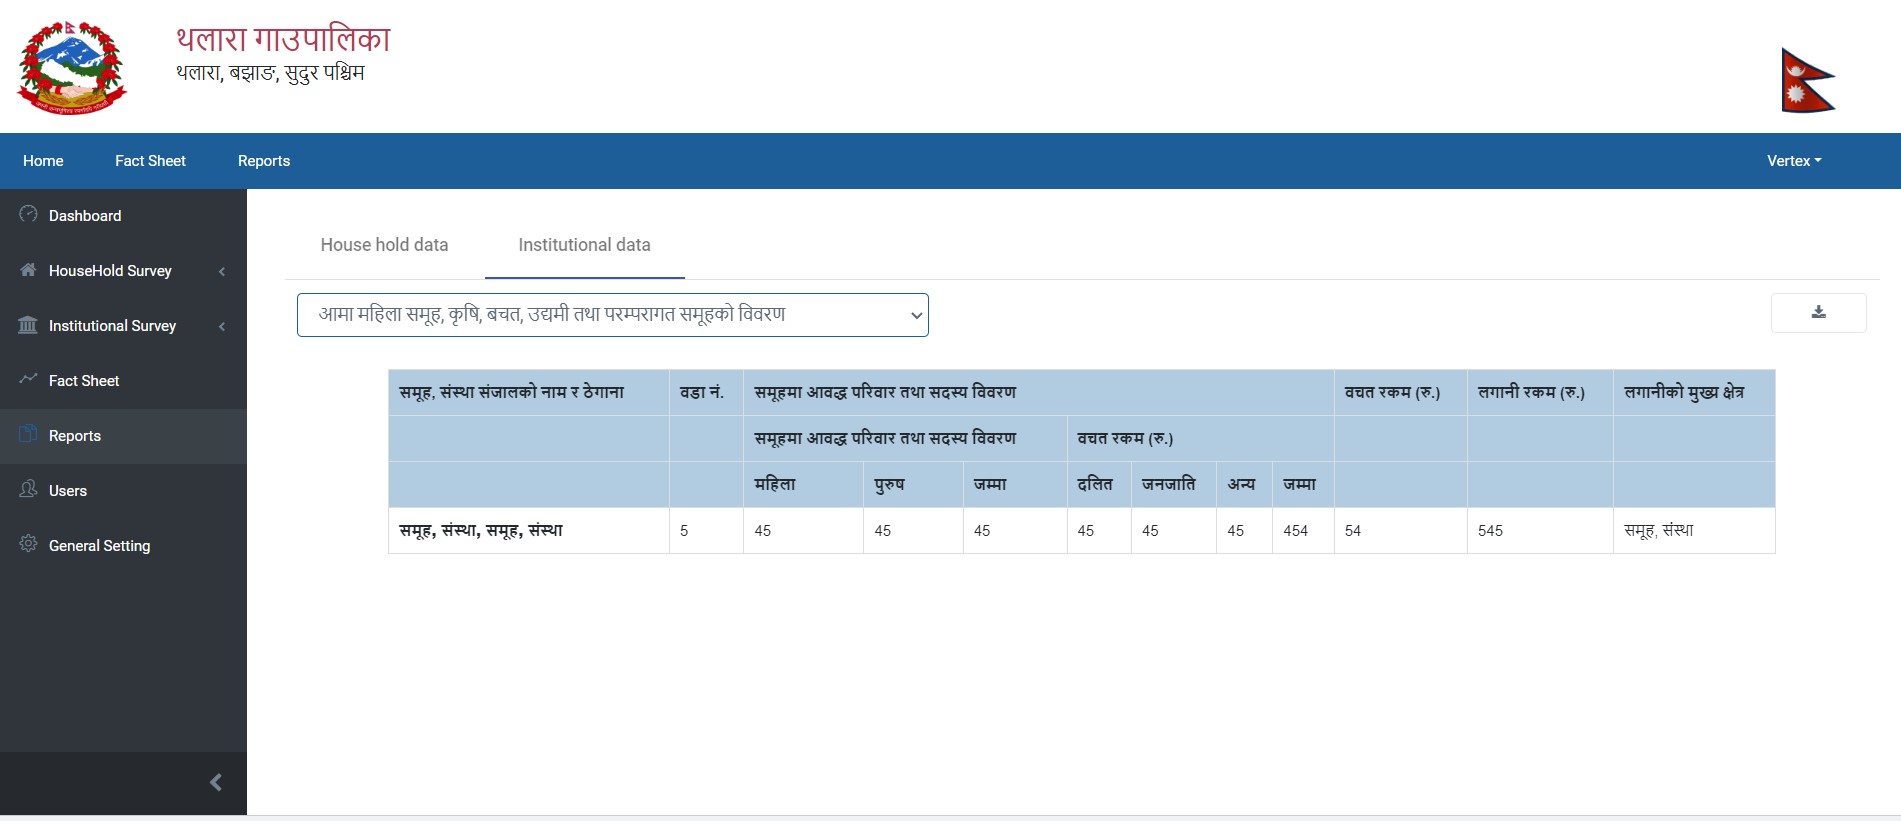 थलारा गाउपालिका
थलारा, बझाङ, सुदुर पश्चिम
Home Fact Sheet Reports Vertex
Dashboard
HouseHold Survey
Institutional Survey
Fact Sheet
Reports
Users
General Setting
House hold data Institutional data
आमा महिला समूह, कृषि, बचत, उद्यमी तथा परम्परागत समूहको विवरण
समूह, संस्था संजालको नाम र ठेगाना वडा नं. समूहमा आवद्ध परिवार तथा सदस्य विवरण वचत रकम (रु.) लगानी रकम (रु.) लगानीको मुख्य क्षेत्र
समूहमा आवद्ध परिवार तथा सदस्य विवरण वचत रकम (रु.)
महिला पुरुष जम्मा दलित जनजाति अन्य जम्मा
समूह, संस्था, समूह, संस्था 5 45 45 45 45 45 45 454 54 545 समूह, संस्था